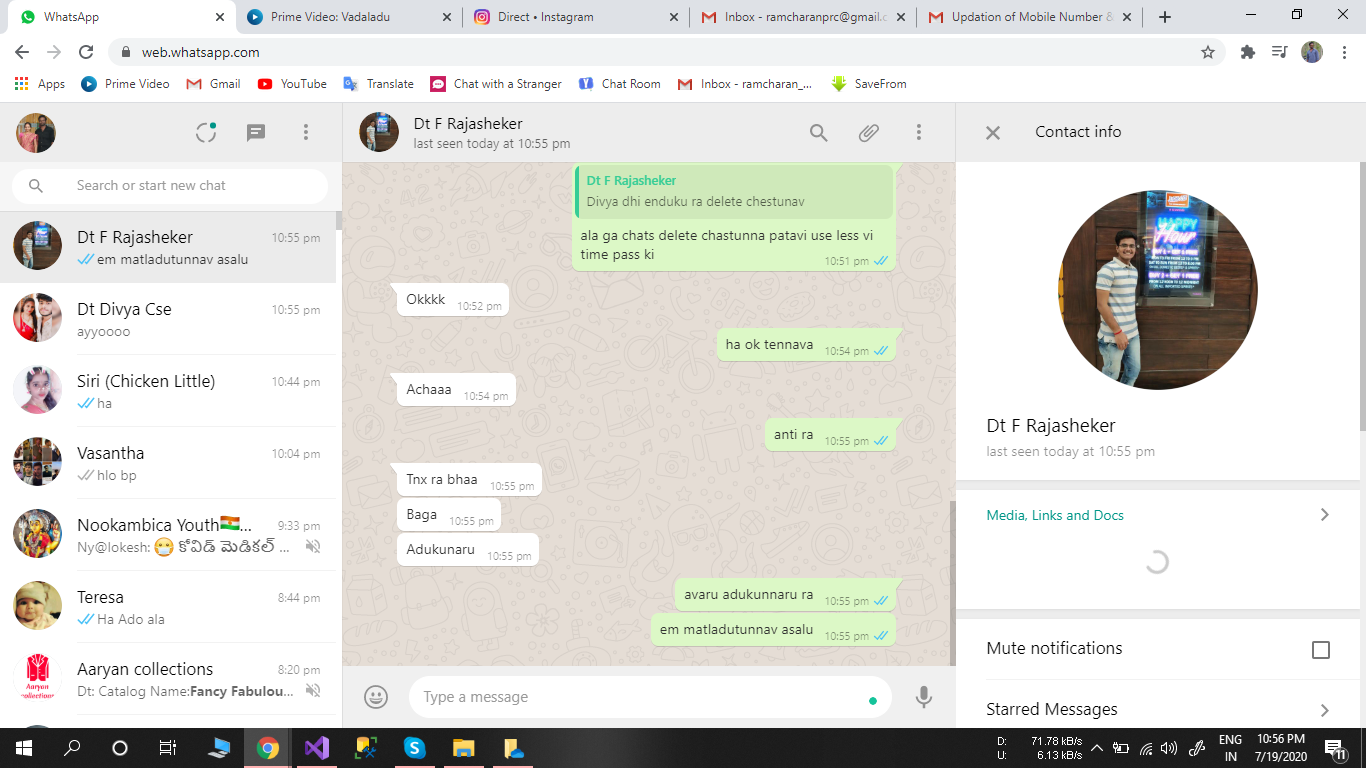 WhatsApp
Prime Video: Vadaladu
Direct • Instagram
Inbox - ramcharanprc@gmail.c
Updation of Mobile Number &
web.whatsapp.com
Apps
Prime Video
Gmail
YouTube
Translate
Chat with a Stranger
Chat Room
Inbox - ramcharan_...
SaveFrom
Search or start new chat
Dt F Rajasheker 10:55 pm
em matladutunnav asalu
Dt Divya Cse 10:55 pm
ayyoooo
Siri (Chicken Little) 10:44 pm
ha
Vasantha 10:04 pm
hlo bp
Nookambica Youth🇮🇳... 9:33 pm
Ny@lokesh: 😷 కోవిడ్ మెడికల్ ...
Teresa 8:44 pm
Ha Ado ala
Aaryan collections 8:20 pm
Dt: Catalog Name:Fancy Fabulou...
Aaryan
Dt F Rajasheker
last seen today at 10:55 pm
Dt F Rajasheker
Divya dhi enduku ra delete chestunav
ala ga chats delete chastunna patavi use less vi
time pass ki 10:51 pm
Okkkk 10:52 pm
ha ok tennava 10:54 pm
Achaaa 10:54 pm
anti ra 10:55 pm
Tnx ra bhaa 10:55 pm
Baga 10:55 pm
Adukunaru 10:55 pm
avaru adukunnaru ra 10:55 pm
em matladutunnav asalu 10:55 pm
Type a message
Contact info
HAPPY
Hour
Dt F Rajasheker
last seen today at 10:55 pm
Media, Links and Docs
Mute notifications
Starred Messages
D: 71.78 kB/s
U: 6.13 kB/s
ENG
IN
10:56 PM
7/19/2020
11